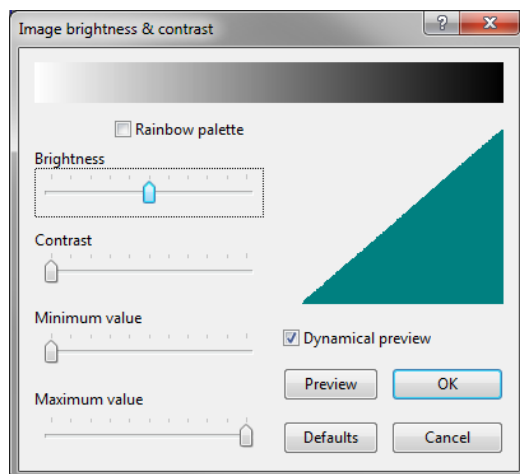 Image brightness & contrast
?
X
Rainbow palette
Brightness
Contrast
Minimum value
Dynamical preview
Preview
OK
Maximum value
Defaults
Cancel